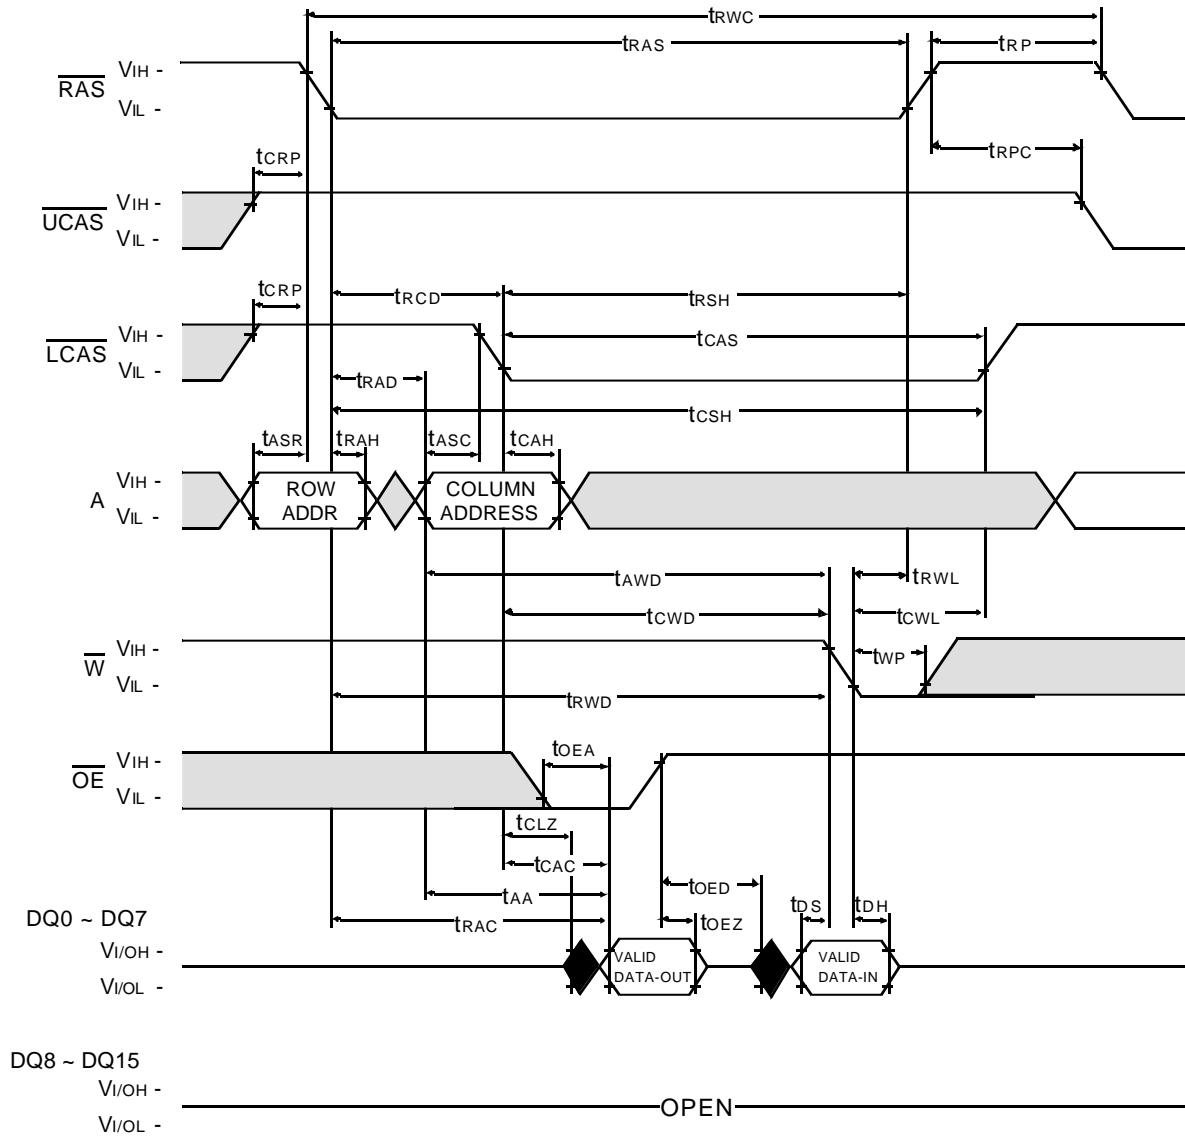 tRWC
tRAS
tRP
RAS
VIH -
VIL -
tCRP
tRPC
UCAS
VIH -
VIL -
tCRP
tRCD
tRSH
LCAS
VIH -
VIL -
tCAS
tRAD
tCSH
tASR
tRAH
tASC
tCAH
A
VIH -
VIL -
ROW
ADDR
COLUMN
ADDRESS
tAWD
tRWL
tCWD
tCWL
W
VIH -
VIL -
tWP
tRWD
OE
VIH -
VIL -
tOEA
tCLZ
tCAC
tAA
tOED
tDS
tDH
tRAC
tOEZ
DQ0 ~ DQ7
VI/OH -
VI/OL -
VALID
DATA-OUT
VALID
DATA-IN
DQ8 ~ DQ15
VI/OH -
VI/OL -
OPEN